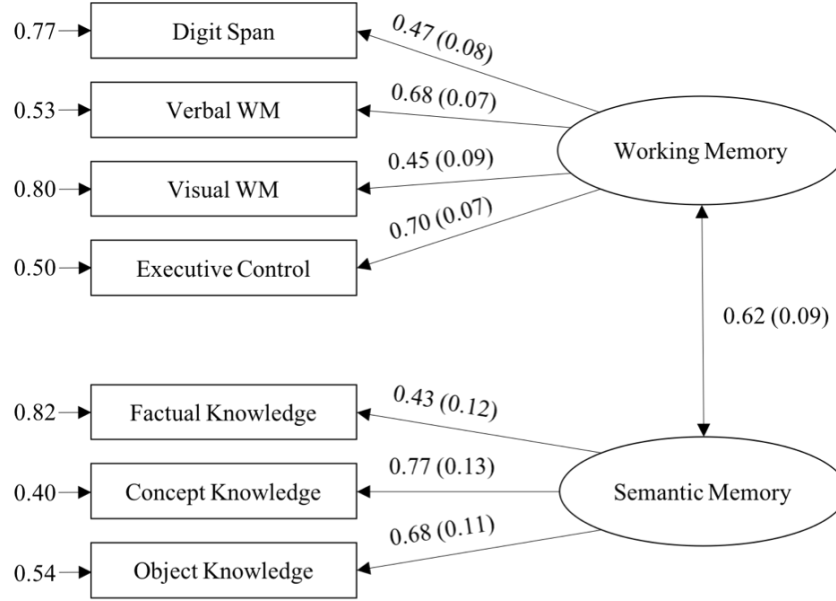 0.77
Digit Span
0.47 (0.08)
0.53
Verbal WM
0.68 (0.07)
Working Memory
0.80
Visual WM
0.45 (0.09)
0.50
Executive Control
0.70 (0.07)
0.62 (0.09)
0.82
Factual Knowledge
0.43 (0.12)
0.40
Concept Knowledge
0.77 (0.13)
Semantic Memory
0.54
Object Knowledge
0.68 (0.11)